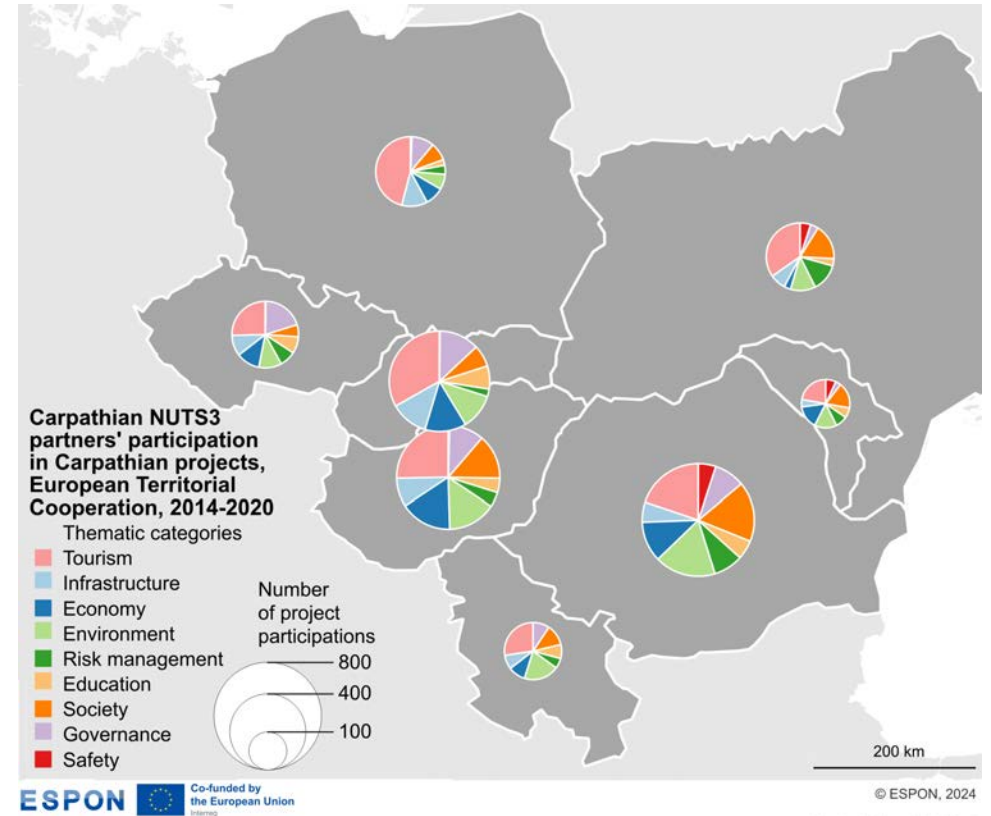 Carpathian NUTS3
partners' participation
in Carpathian projects,
European Territorial
Cooperation, 2014-2020
Thematic categories
Tourism
Infrastructure
Economy
Environment
Risk management
Education
Society
Governance
Safety
Number
of project
participations
800
400
100
200 km
ESPON
Co-funded by
the European Union
Interreg
© ESPON, 2024